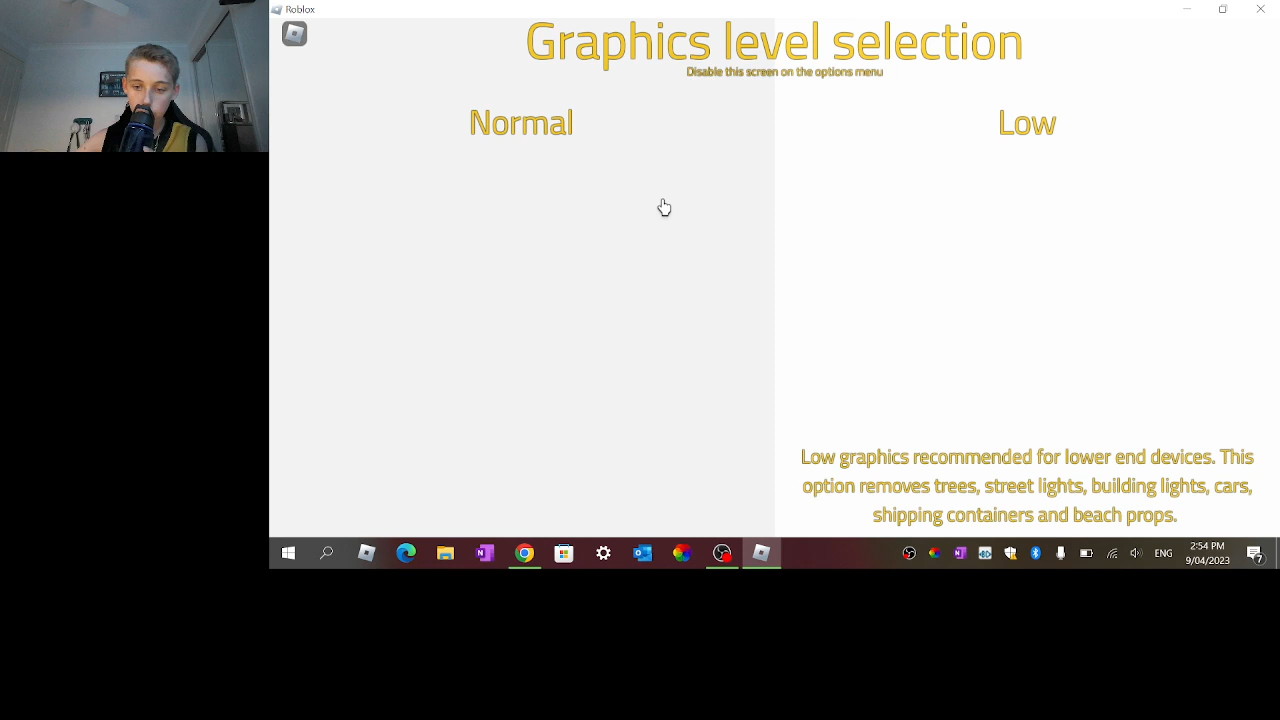 Roblox
Graphics level selection
Disable this screen on the options menu
Normal
Low
Low graphics recommended for lower end devices. This
option removes trees, street lights, building lights, cars,
shipping containers and beach props.
ENG
2:54 PM
9/04/2023
7